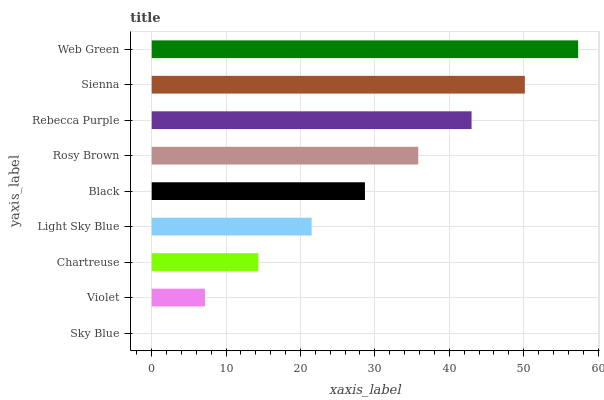 title
Web Green
Sienna
Rebecca Purple
Rosy Brown
Black
Light Sky Blue
Chartreuse
Violet
Sky Blue
yaxis_label
0 10 20 30 40 50 60
xaxis_label